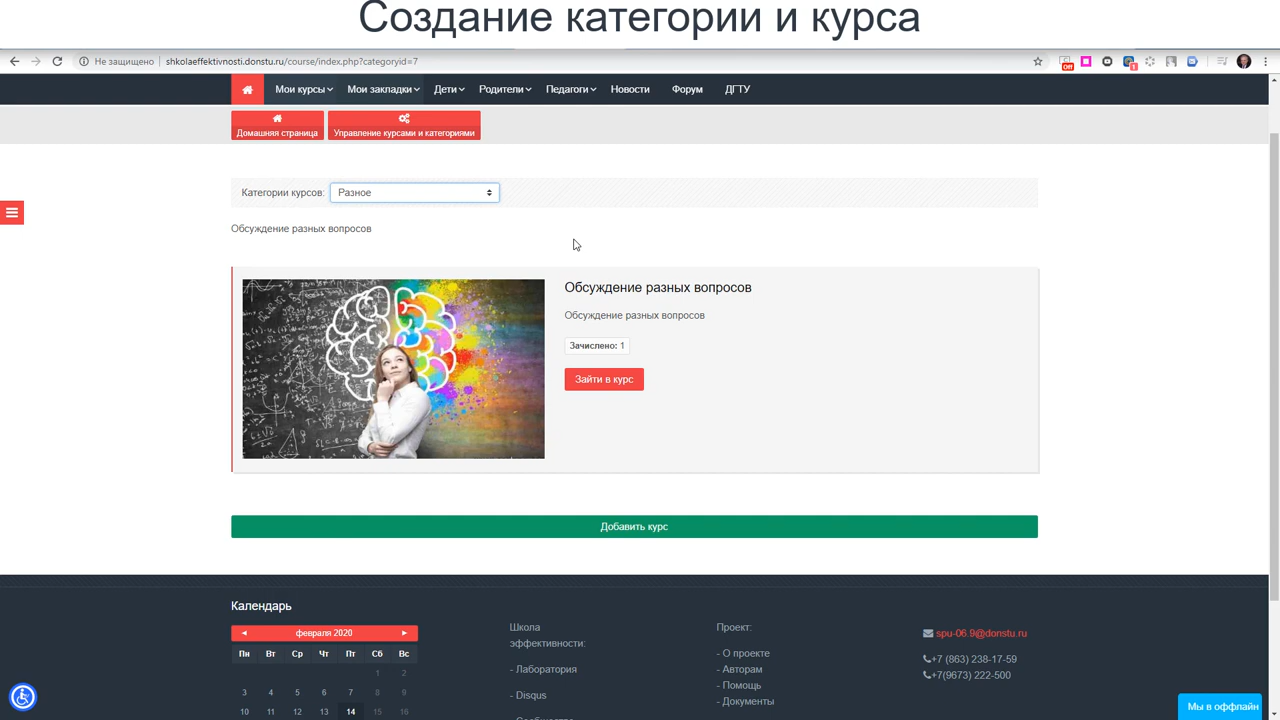 Создание категории и курса
Не защищено | shkolaeffektivnosti.donstu.ru/course/index.php?categoryid=7
Off 1
Мои курсы Мои закладки Дети Родители Педагоги Новости Форум ДГТУ
Домашняя страница Управление курсами и категориями
Категории курсов: Разное
Обсуждение разных вопросов
Обсуждение разных вопросов
Обсуждение разных вопросов
Зачислено: 1
Зайти в курс
Добавить курс
Календарь
◄ февраля 2020 ►
Пн Вт Ср Чт Пт Сб Вс
1 2
3 4 5 6 7 8 9
10 11 12 13 14 15 16
Школа
эффективности:
- Лаборатория
- Disqus
Проект:
- О проекте
- Авторам
- Помощь
- Документы
spu-06.9@donstu.ru
+7 (863) 238-17-59
+7(9673) 222-500
Мы в оффлайн